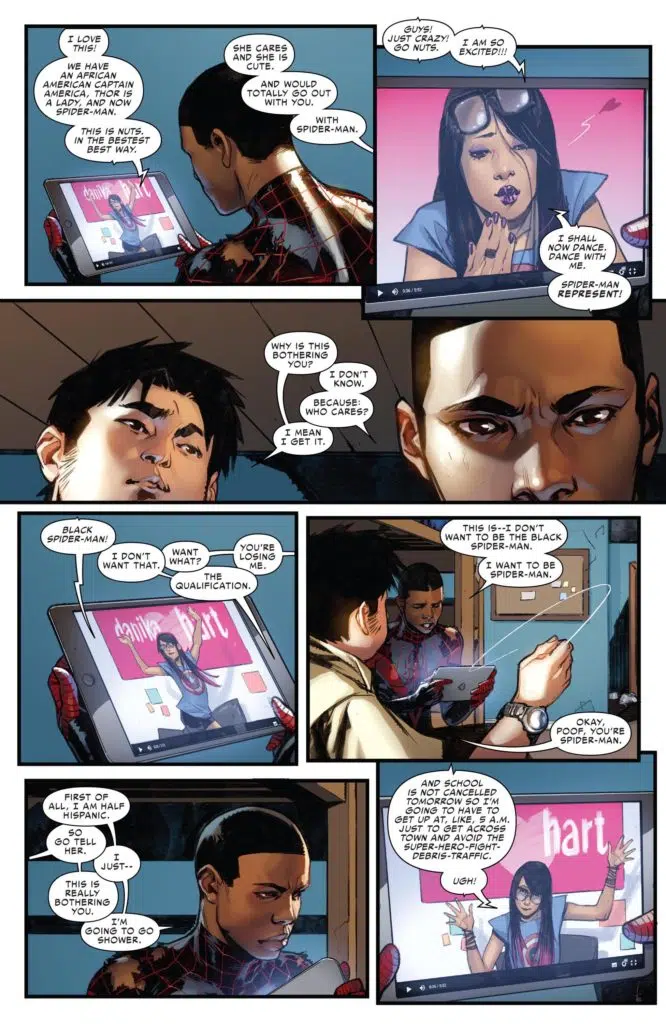 I LOVE
THIS!
WE HAVE
AN AFRICAN
AMERICAN CAPTAIN
AMERICA, THOR IS
A LADY, AND NOW
SPIDER-MAN.
THIS IS NUTS.
IN THE BESTEST
BEST WAY.
SHE CARES
AND SHE IS
CUTE.
AND WOULD
TOTALLY GO OUT
WITH YOU.
WITH
SPIDER-MAN.
danika hart
GUYS!
JUST CRAZY!
GO NUTS.
I AM SO
EXCITED!!!
I SHALL
NOW DANCE.
DANCE WITH
ME.
SPIDER-MAN
REPRESENT!
WHY IS THIS
BOTHERING
YOU?
I DON'T
KNOW.
BECAUSE:
WHO CARES?
I MEAN
I GET IT.
BLACK
SPIDER-MAN!
I DON'T
WANT THAT.
WANT
WHAT?
THE
QUALIFICATION.
YOU'RE
LOSING
ME.
danika hart
THIS IS--I DON'T
WANT TO BE THE BLACK
SPIDER-MAN.
I WANT TO BE
SPIDER-MAN.
OKAY,
POOF, YOU'RE
SPIDER-MAN.
FIRST OF
ALL, I AM HALF
HISPANIC.
SO
GO TELL
HER.
I
JUST--
THIS IS
REALLY
BOTHERING
YOU.
I'M
GOING TO GO
SHOWER.
AND SCHOOL
IS NOT CANCELLED
TOMORROW SO I'M
GOING TO HAVE TO
GET UP AT, LIKE, 5 A.M.
JUST TO GET ACROSS
TOWN AND AVOID THE
SUPER-HERO-FIGHT-
DEBRIS-TRAFFIC.
UGH!
hart